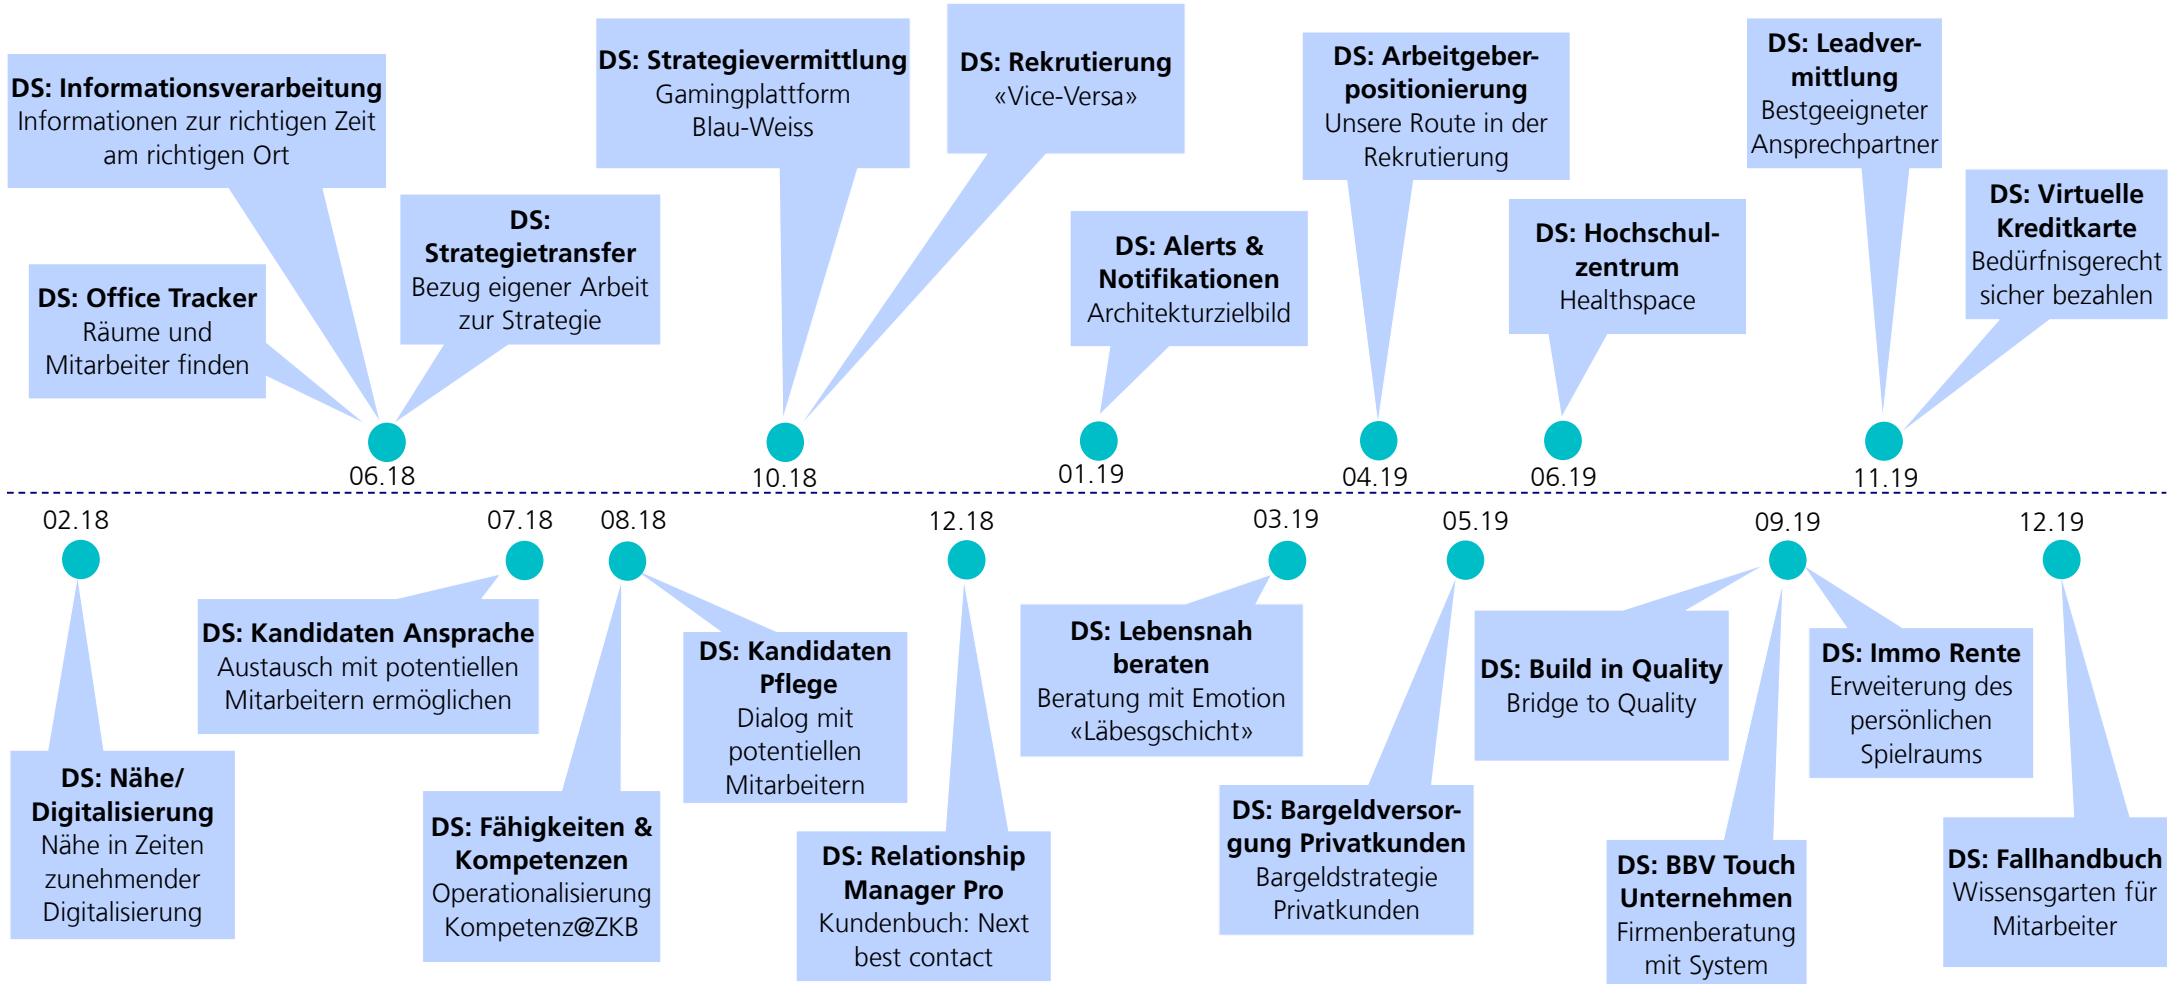 DS: Informationsverarbeitung
Informationen zur richtigen Zeit
am richtigen Ort
DS: Office Tracker
Räume und
Mitarbeiter finden
DS:
Strategietransfer
Bezug eigener Arbeit
zur Strategie
DS: Strategievermittlung
Gamingplattform
Blau-Weiss
DS: Rekrutierung
«Vice-Versa»
DS: Alerts &
Notifikationen
Architekturzielbild
DS: Arbeitgeber-
positionierung
Unsere Route in der
Rekrutierung
DS: Hochschul-
zentrum
Healthspace
DS: Leadver-
mittlung
Bestgeeigneter
Ansprechpartner
DS: Virtuelle
Kreditkarte
Bedürfnisgerecht
sicher bezahlen
06.18
10.18
01.19
04.19
06.19
11.19
02.18
07.18
08.18
12.18
03.19
05.19
09.19
12.19
DS: Nähe/
Digitalisierung
Nähe in Zeiten
zunehmender
Digitalisierung
DS: Kandidaten Ansprache
Austausch mit potentiellen
Mitarbeitern ermöglichen
DS: Fähigkeiten &
Kompetenzen
Operationalisierung
Kompetenz@ZKB
DS: Kandidaten
Pflege
Dialog mit
potentiellen
Mitarbeitern
DS: Relationship
Manager Pro
Kundenbuch: Next
best contact
DS: Lebensnah
beraten
Beratung mit Emotion
«Läbesgschicht»
DS: Bargeldversor-
gung Privatkunden
Bargeldstrategie
Privatkunden
DS: Build in Quality
Bridge to Quality
DS: BBV Touch
Unternehmen
Firmenberatung
mit System
DS: Immo Rente
Erweiterung des
persönlichen
Spielraums
DS: Fallhandbuch
Wissensgarten für
Mitarbeiter